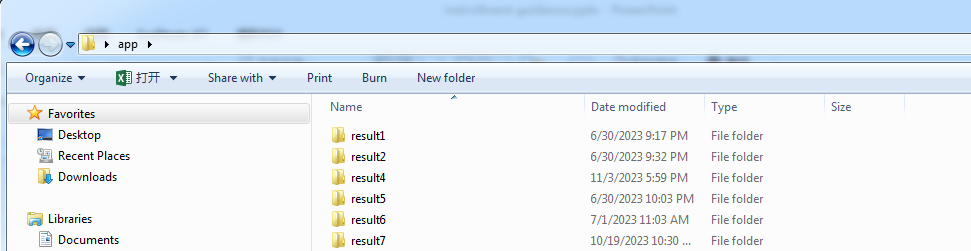 app
Organize 打开 Share with Print Burn New folder
Name Date modified Type Size
Favorites
Desktop
Recent Places
Downloads
Libraries
Documents
result1 6/30/2023 9:17 PM File folder
result2 6/30/2023 9:32 PM File folder
result4 11/3/2023 5:59 PM File folder
result5 6/30/2023 10:03 PM File folder
result6 7/1/2023 11:03 AM File folder
result7 10/19/2023 10:30 ... File folder